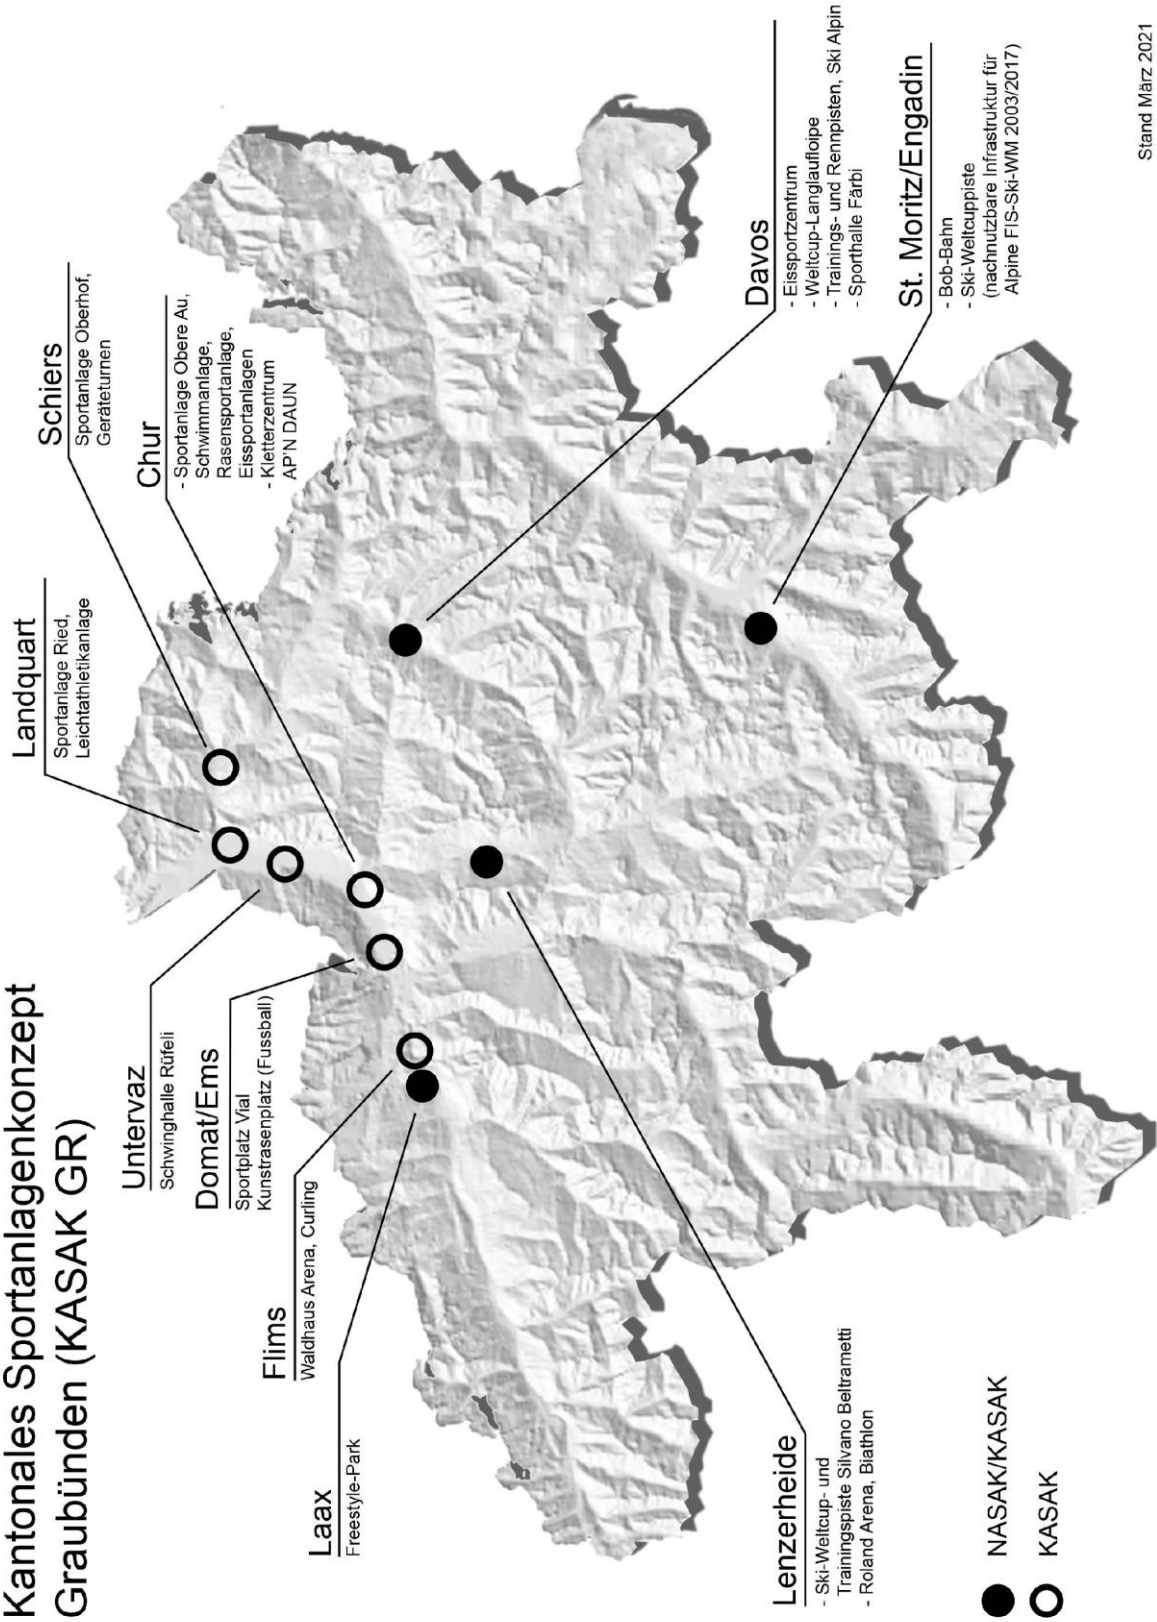 Kantonales Sportanlagenkonzept
Graubünden (KASAK GR)
Landquart
Sportanlage Ried,
Leichtathletikanlage
Schiers
Sportanlage Oberhof,
Geräteturnen
Untervaz
Schwinghalle Rüfeli
Chur
- Sportanlage Obere Au,
Schwimmanlage,
Rasensportanlage,
Eissportanlagen
- Kletterzentrum
AP'N DAUN
Domat/Ems
Sportplatz Vial
Kunstrasenplatz (Fussball)
Flims
Waldhaus Arena, Curling
Laax
Freestyle-Park
Davos
- Eissportzentrum
- Weltcup-Langlaufloipe
- Trainings- und Rennpisten, Ski Alpin
- Sporthalle Färbi
Lenzerheide
- Ski-Weltcup- und
Trainingspiste Silvano Beltrametti
- Roland Arena, Biathlon
St. Moritz/Engadin
- Bob-Bahn
- Ski-Weltcuppiste
(nachnutzbare Infrastruktur für
Alpine FIS-Ski-WM 2003/2017)
NASAK/KASAK
KASAK
Stand März 2021